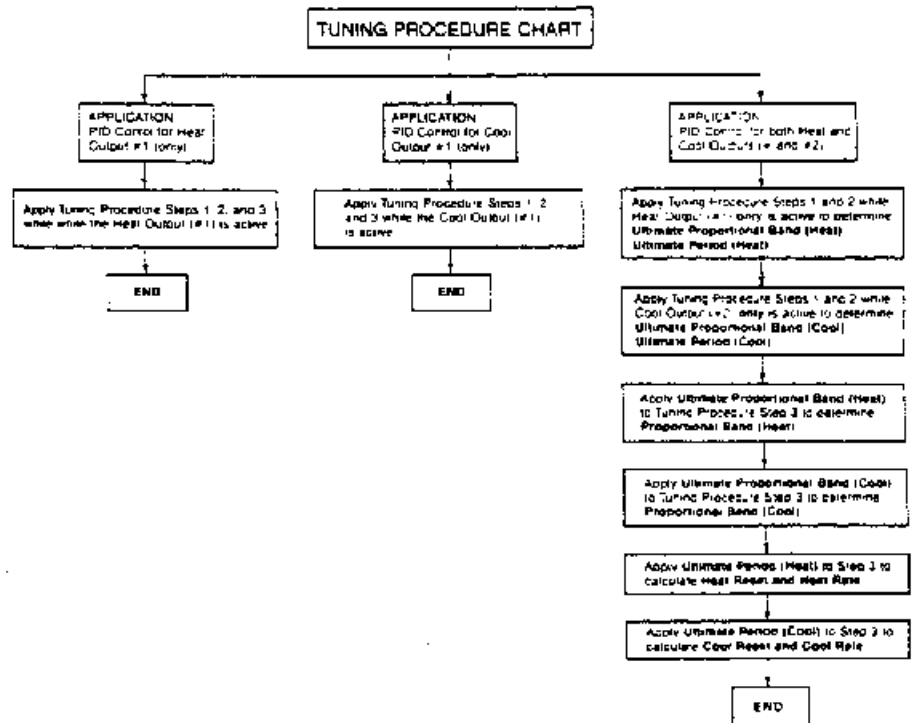 TUNING PROCEDURE CHART
APPLICATION
PID Control for Heat
Output #1 (only)
Apply Tuning Procedure Steps 1, 2, and 3
while while the Heat Output (#1) is active
END
APPLICATION
PID Control for Cool
Output #1 (only)
Apply Tuning Procedure Steps 1, 2
and 3 while the Cool Output (#1)
is active
END
APPLICATION
PID Control for both Heat and
Cool Outputs (#1 and #2)
Apply Tuning Procedure Steps 1 and 2 while
Heat Output (#1) only is active to determine
Ultimate Proportional Band (Heat)
Ultimate Period (Heat)
Apply Tuning Procedure Steps 1 and 2 while
Cool Output (#2) only is active to determine
Ultimate Proportional Band (Cool)
Ultimate Period (Cool)
Apply Ultimate Proportional Band (Heat)
to Tuning Procedure Step 3 to determine
Proportional Band (Heat)
Apply Ultimate Proportional Band (Cool)
to Tuning Procedure Step 3 to determine
Proportional Band (Cool)
Apply Ultimate Period (Heat) to Step 3 to
calculate Heat Reset and Heat Rate
Apply Ultimate Period (Cool) to Step 3 to
calculate Cool Reset and Cool Rate
END